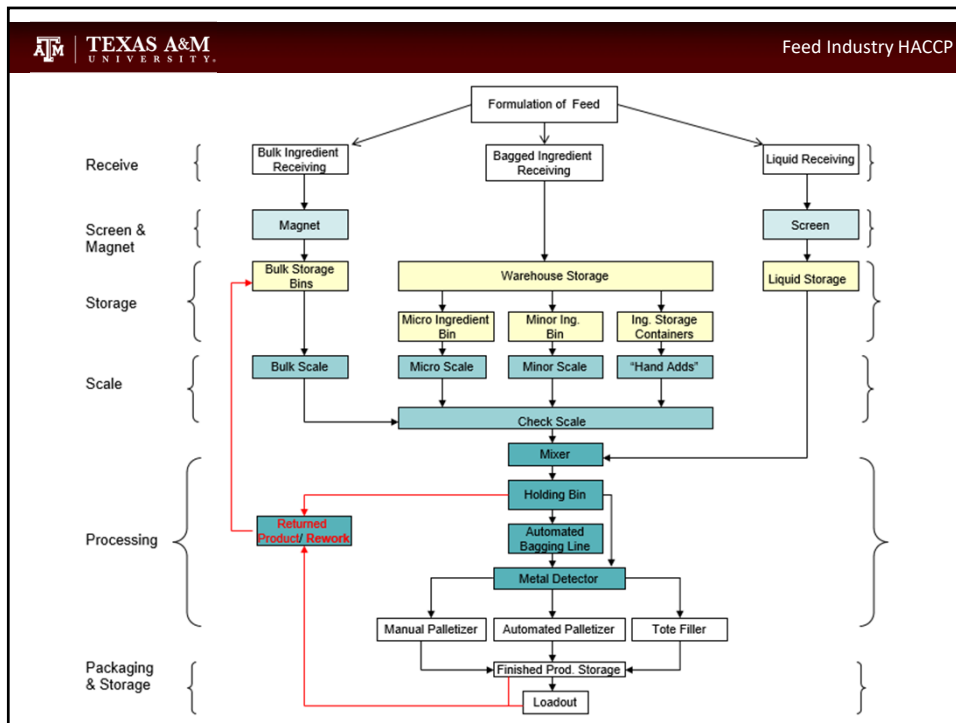 TEXAS A&M
UNIVERSITY®
Feed Industry HACCP
Formulation of Feed
Receive
Bulk Ingredient
Receiving
Bagged Ingredient
Receiving
Liquid Receiving
Screen &
Magnet
Magnet
Screen
Storage
Bulk Storage
Bins
Warehouse Storage
Liquid Storage
Micro Ingredient
Bin
Minor Ing.
Bin
Ing. Storage
Containers
Scale
Bulk Scale
Micro Scale
Minor Scale
“Hand Adds”
Check Scale
Processing
Mixer
Holding Bin
Returned
Product/ Rework
Automated
Bagging Line
Metal Detector
Manual Palletizer
Automated Palletizer
Tote Filler
Packaging
& Storage
Finished Prod. Storage
Loadout